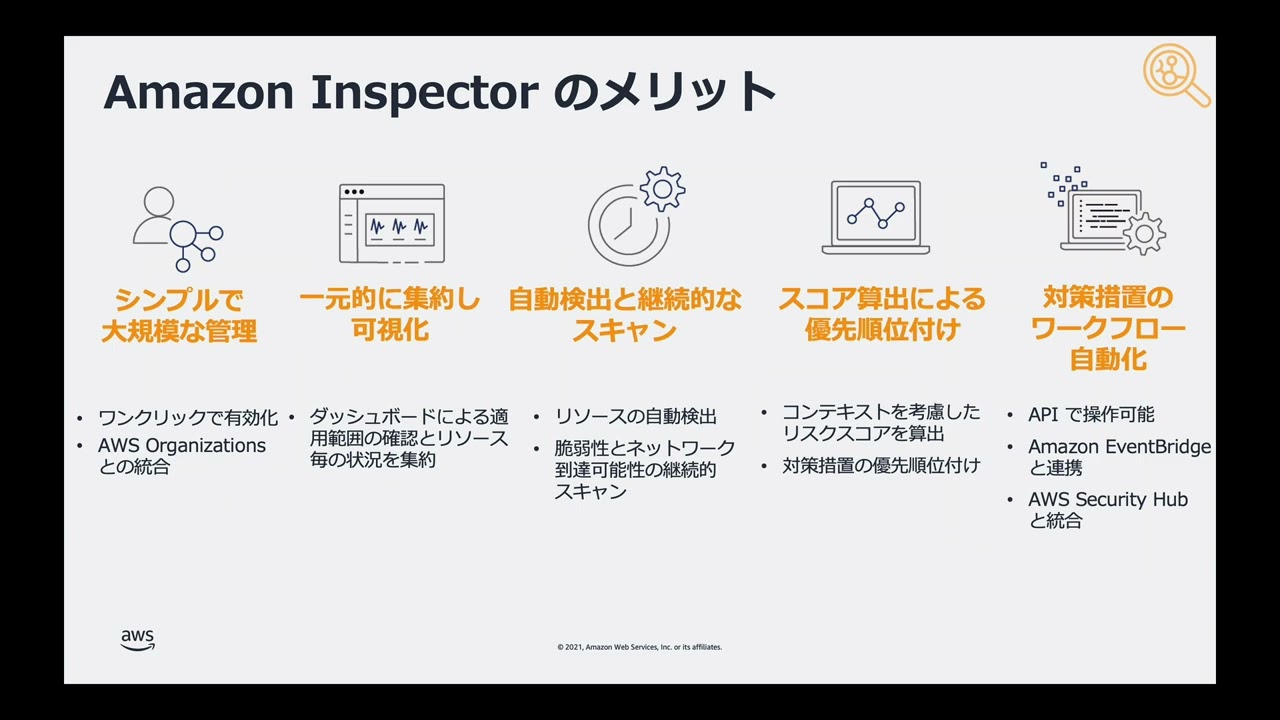 Amazon Inspector のメリット
シンプルで
大規模な管理
• ワンクリックで有効化
• AWS Organizations
との統合
一元的に集約し
可視化
• ダッシュボードによる適
用範囲の確認とリソース
毎の状況を集約
自動検出と継続的な
スキャン
• リソースの自動検出
• 脆弱性とネットワーク
到達可能性の継続的
スキャン
スコア算出による
優先順位付け
• コンテキストを考慮した
リスクスコアを算出
• 対策措置の優先順位付け
対策措置の
ワークフロー
自動化
• API で操作可能
• Amazon EventBridge
と連携
• AWS Security Hub
と統合
aws
© 2021, Amazon Web Services, Inc. or its affiliates.